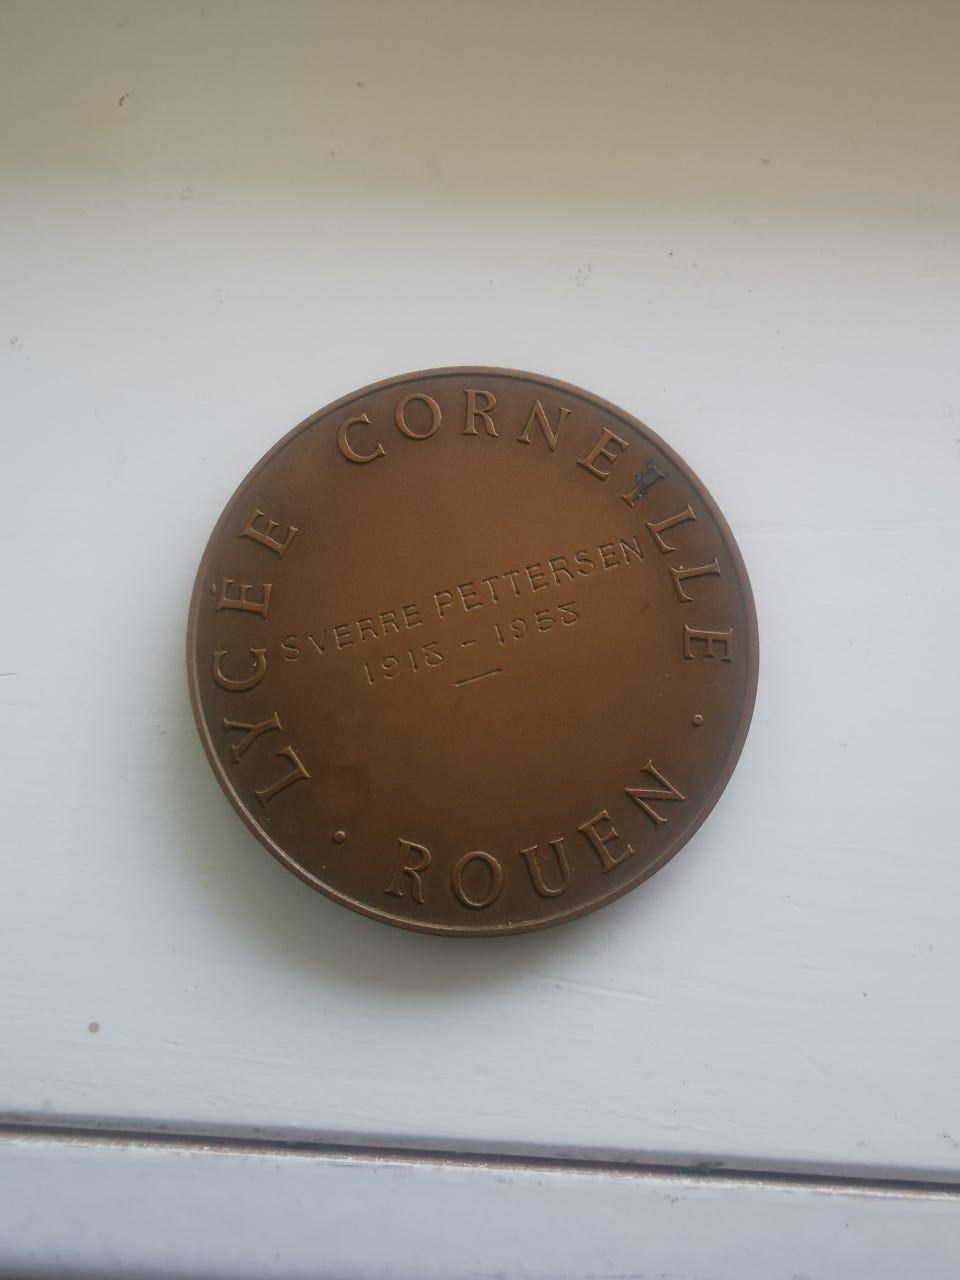 LYCÉE CORNEILLE
SVERRE PETTERSEN
1918 - 1958
· ROUEN ·